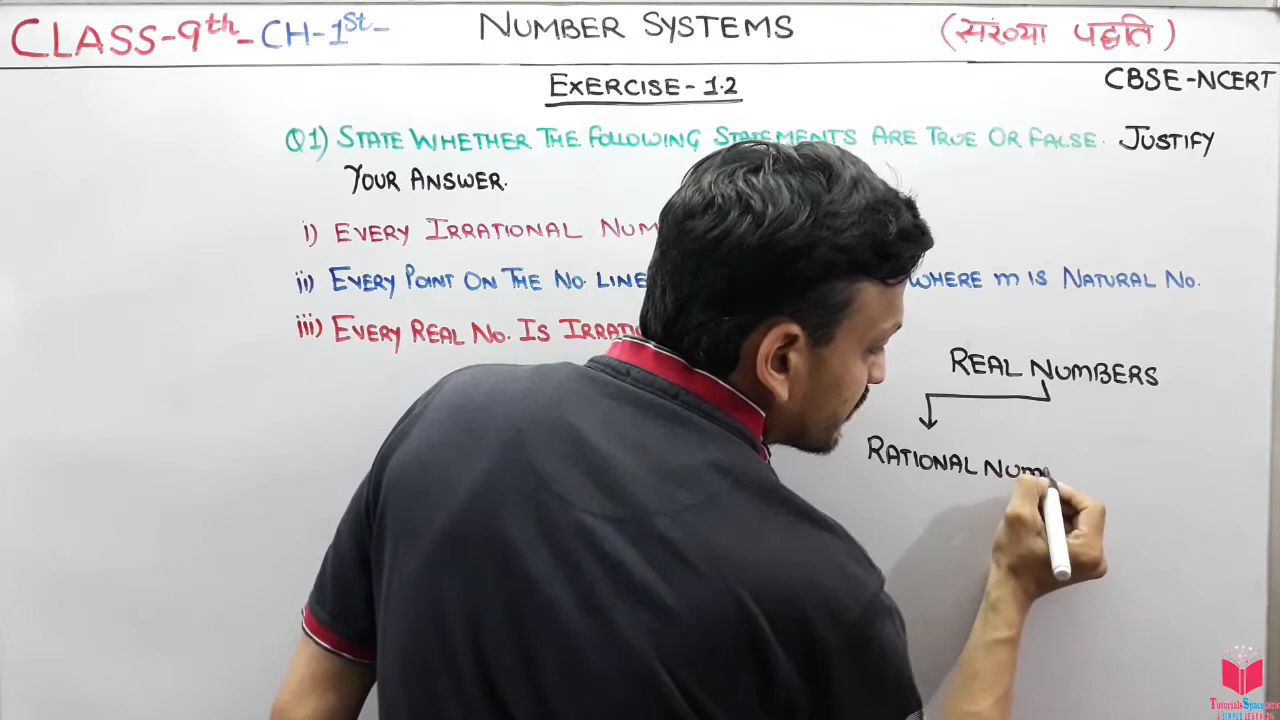 CLASS-9th-CH-1st- NUMBER SYSTEMS (संख्या पद्धति)
CBSE-NCERT
EXERCISE-1.2
Q1) STATE WHETHER THE FOLLOWING STATEMENTS ARE TRUE OR FALSE. JUSTIFY
YOUR ANSWER.
i) EVERY IRRATIONAL NUM
ii) EVERY POINT ON THE NO. LINE WHERE m IS NATURAL NO.
iii) EVERY REAL NO. IS
REAL NUMBERS
RATIONAL NUM